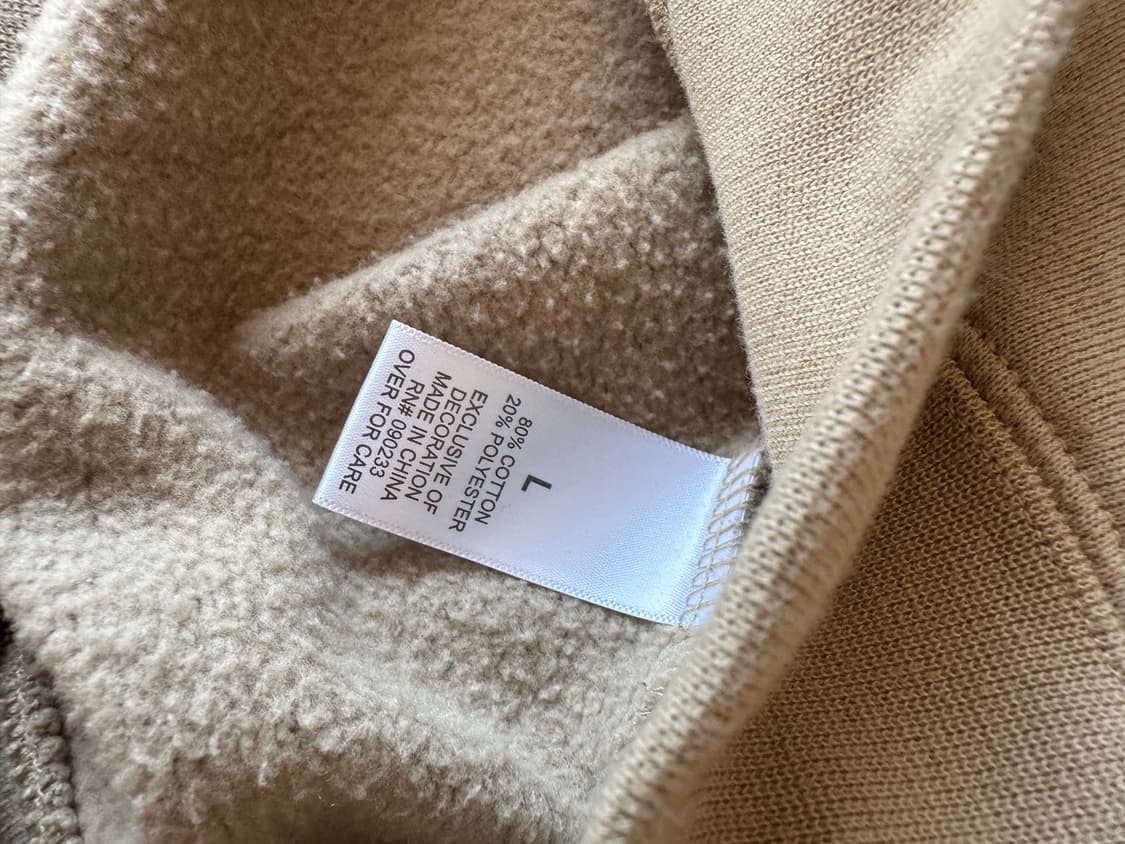 L
80% COTTON
20% POLYESTER
EXCLUSIVE OF
DECORATION
MADE IN CHINA
RN# 090233
OVER FOR CARE